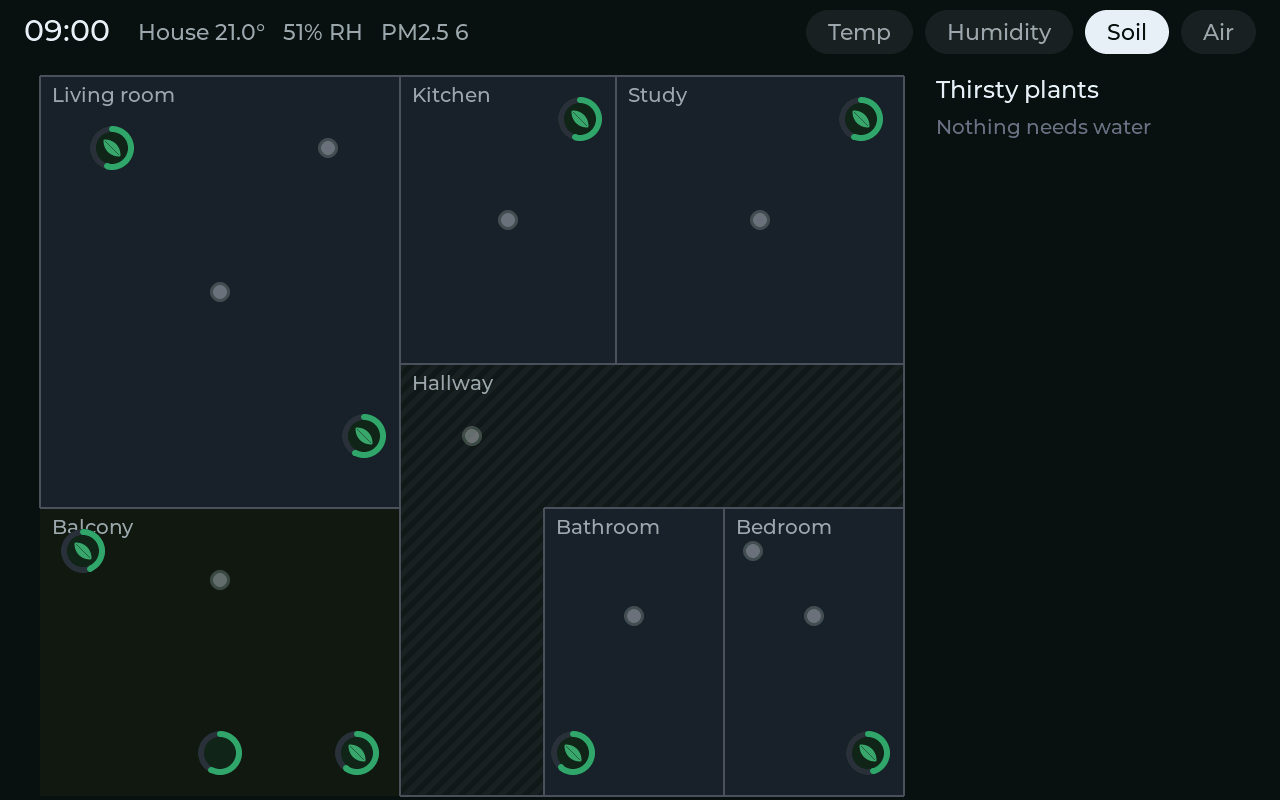 09:00 House 21.0° 51% RH PM2.5 6 Temp Humidity Soil Air
Living room
Kitchen
Study
Thirsty plants
Nothing needs water
Hallway
Balcony
Bathroom
Bedroom